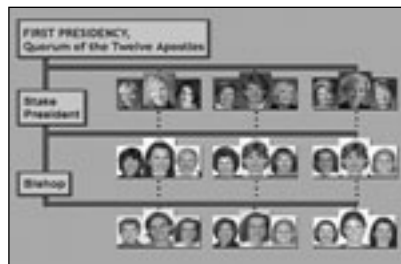 FIRST PRESIDENCY,
Quorum of the Twelve Apostles
Stake
President
Bishop